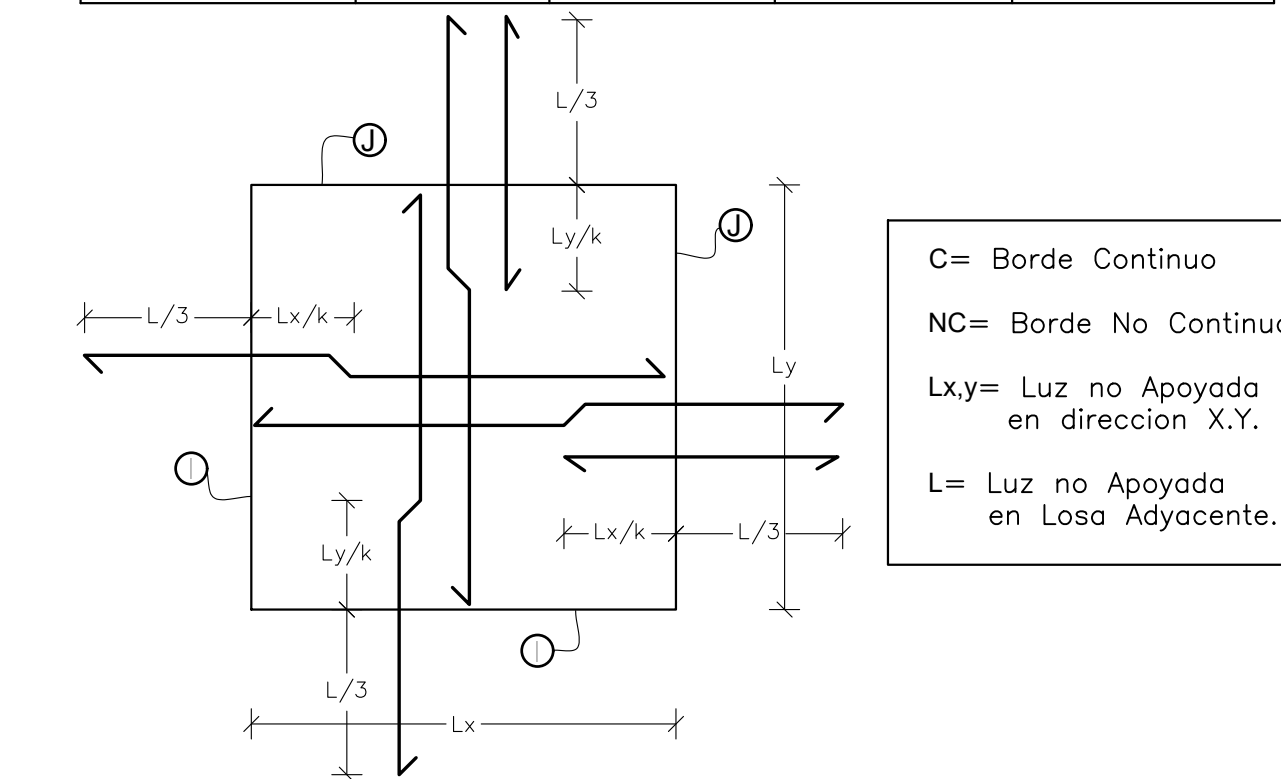 L/3
J
Ly/k
J
L/3
Lx/k
Ly
I
Lx/k
L/3
Ly/k
I
L/3
Lx
C= Borde Continuo
NC= Borde No Continuo
Lx,y= Luz no Apoyada
en direccion X.Y.
L= Luz no Apoyada
en Losa Adyacente.